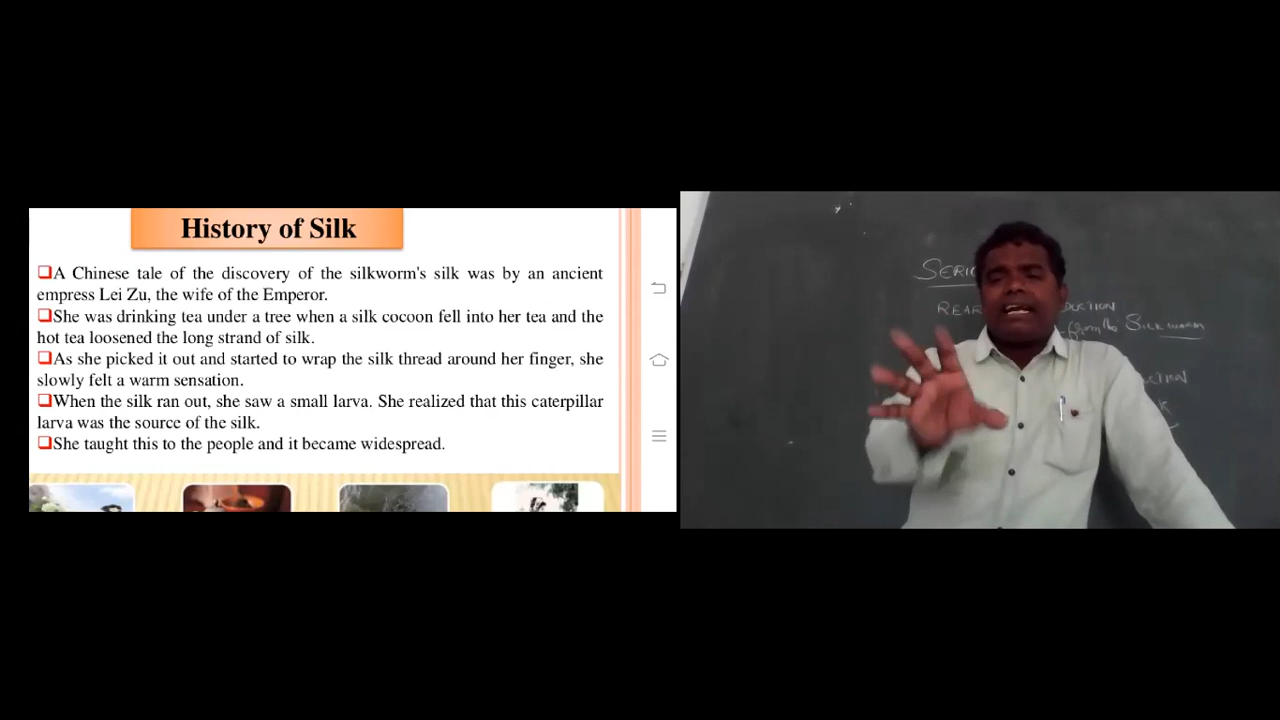 History of Silk
❑A Chinese tale of the discovery of the silkworm's silk was by an ancient
empress Lei Zu, the wife of the Emperor.
❑She was drinking tea under a tree when a silk cocoon fell into her tea and the
hot tea loosened the long strand of silk.
❑As she picked it out and started to wrap the silk thread around her finger, she
slowly felt a warm sensation.
❑When the silk ran out, she saw a small larva. She realized that this caterpillar
larva was the source of the silk.
❑She taught this to the people and it became widespread.
from the SILK WORM